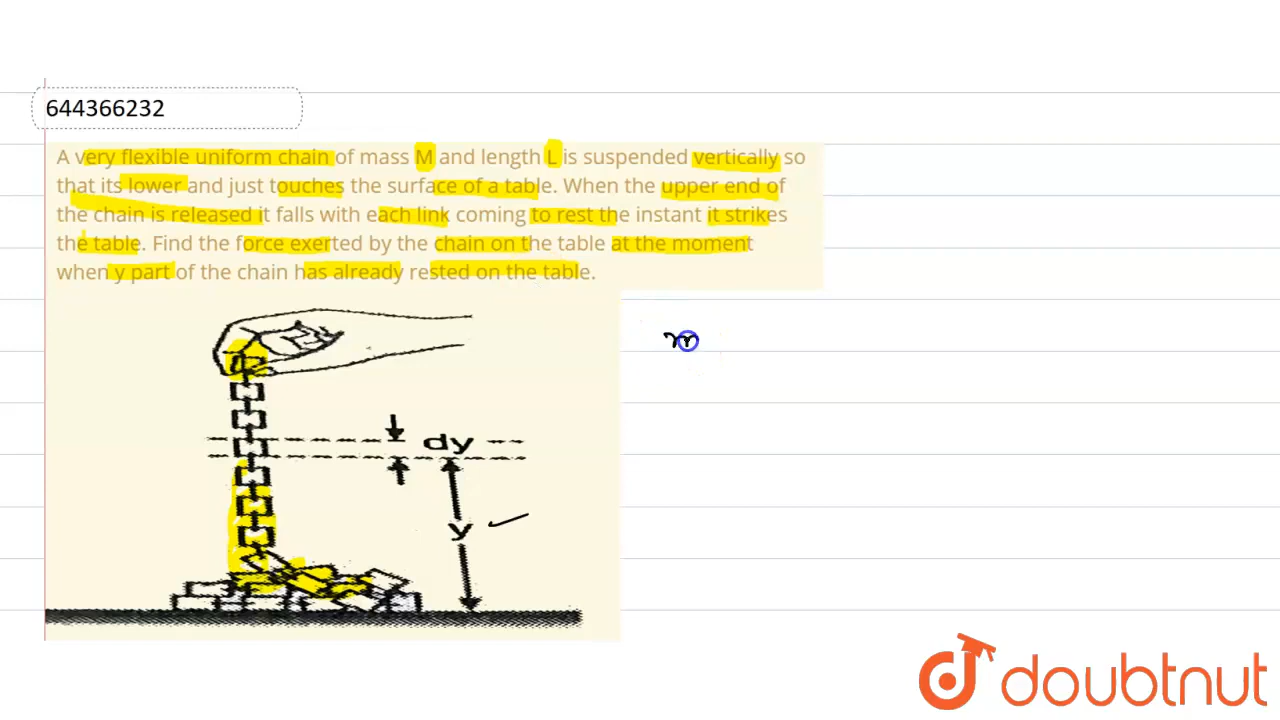 644366232
A very flexible uniform chain of mass M and length L is suspended vertically so
that its lower and just touches the surface of a table. When the upper end of
the chain is released it falls with each link coming to rest the instant it strikes
the table. Find the force exerted by the chain on the table at the moment
when y part of the chain has already rested on the table.
m
dy
y
doubtnut